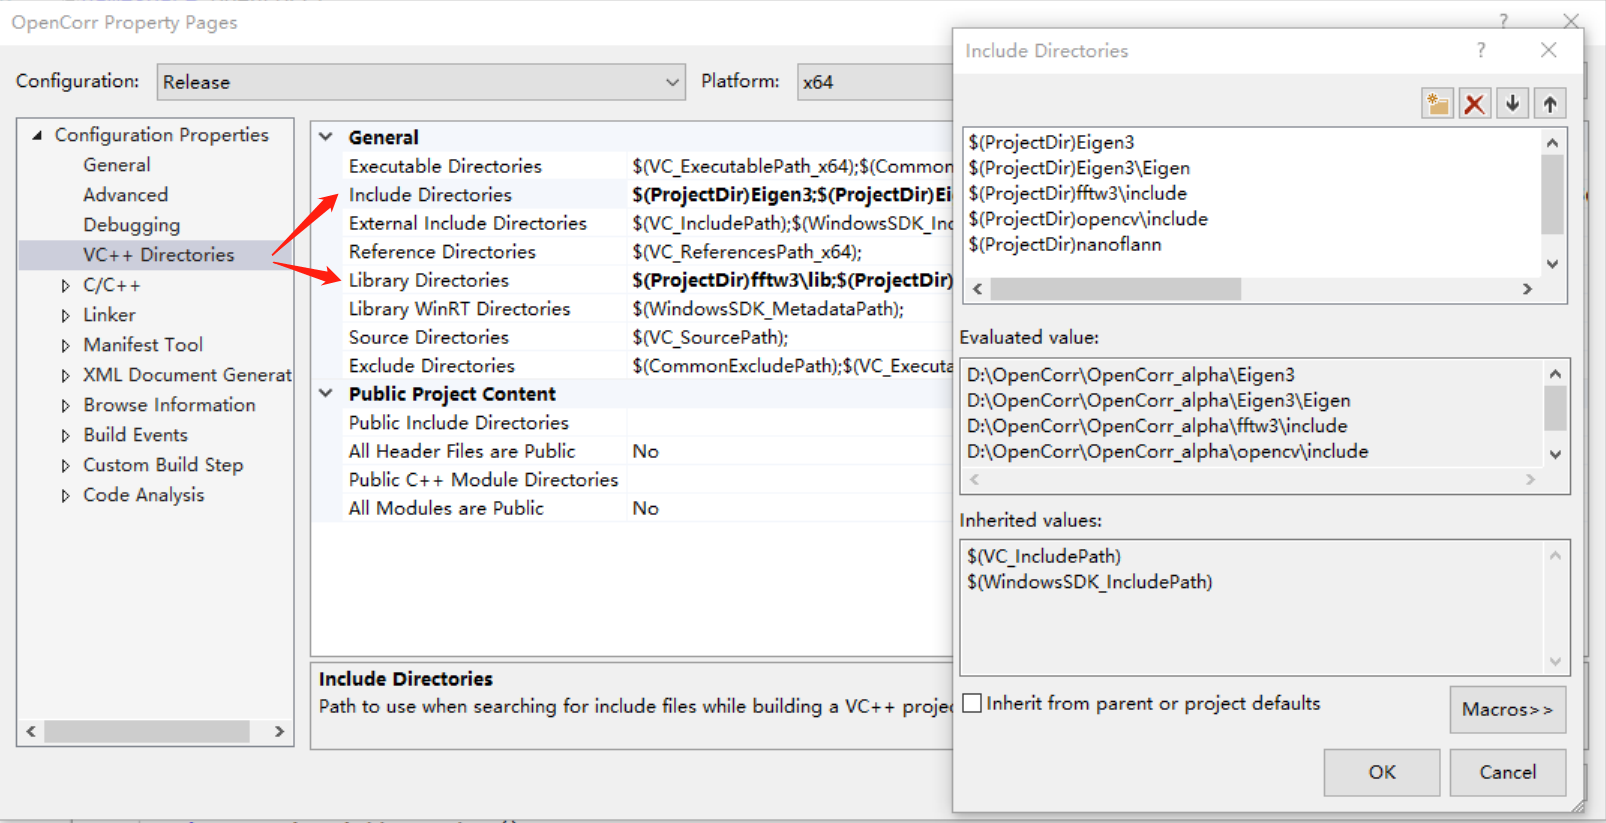 OpenCorr Property Pages
Configuration:
Release
Platform:
x64
Configuration Properties
General
Advanced
Debugging
VC++ Directories
C/C++
Linker
Manifest Tool
XML Document Generat
Browse Information
Build Events
Custom Build Step
Code Analysis
General
Executable Directories $(VC_ExecutablePath_x64);$(Common
Include Directories $(ProjectDir)Eigen3;$(ProjectDir)Ei
External Include Directories $(VC_IncludePath);$(WindowsSDK_Inc
Reference Directories $(VC_ReferencesPath_x64);
Library Directories $(ProjectDir)fftw3\lib;$(ProjectDir)
Library WinRT Directories $(WindowsSDK_MetadataPath);
Source Directories $(VC_SourcePath);
Exclude Directories $(CommonExcludePath);$(VC_Executa
Public Project Content
Public Include Directories
All Header Files are Public No
Public C++ Module Directories
All Modules are Public No
Include Directories
Path to use when searching for include files while building a VC++ projec
Include Directories
$(ProjectDir)Eigen3
$(ProjectDir)Eigen3\Eigen
$(ProjectDir)fftw3\include
$(ProjectDir)opencv\include
$(ProjectDir)nanoflann
Evaluated value:
D:\OpenCorr\OpenCorr_alpha\Eigen3
D:\OpenCorr\OpenCorr_alpha\Eigen3\Eigen
D:\OpenCorr\OpenCorr_alpha\fftw3\include
D:\OpenCorr\OpenCorr_alpha\opencv\include
Inherited values:
$(VC_IncludePath)
$(WindowsSDK_IncludePath)
Inherit from parent or project defaults
Macros>>
OK
Cancel